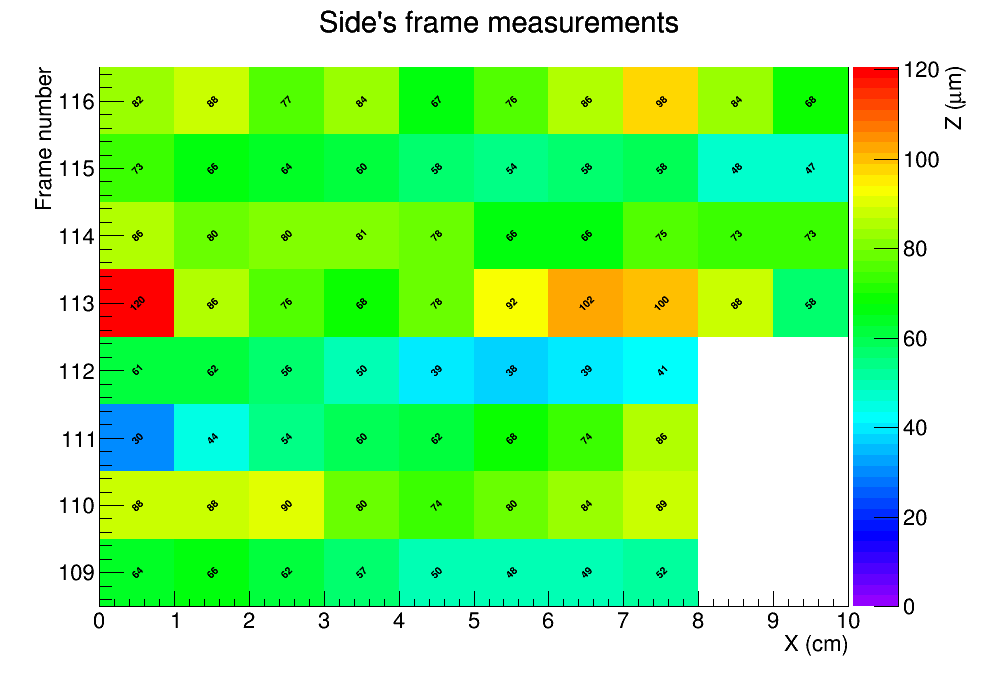 Side's frame measurements
Frame number
Z (μm)
116 82 88 77 84 67 76 86 98 84 68
115 73 66 64 60 58 54 58 58 48 47
114 86 80 80 81 78 66 66 75 73 73
113 120 86 76 68 78 92 102 100 88 58
112 61 62 56 50 39 38 39 41
111 30 44 54 60 62 68 74 86
110 88 88 90 80 74 80 84 89
109 64 66 62 57 50 48 49 52
0 1 2 3 4 5 6 7 8 9 10
X (cm)
120
100
80
60
40
20
0